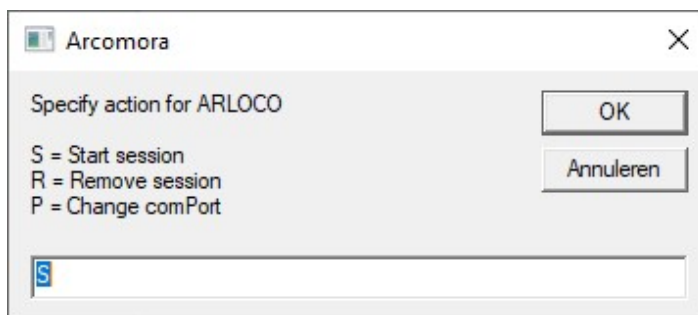 Arcomora
Specify action for ARLOCO
OK
S = Start session
R = Remove session
P = Change comPort
Annuleren
S